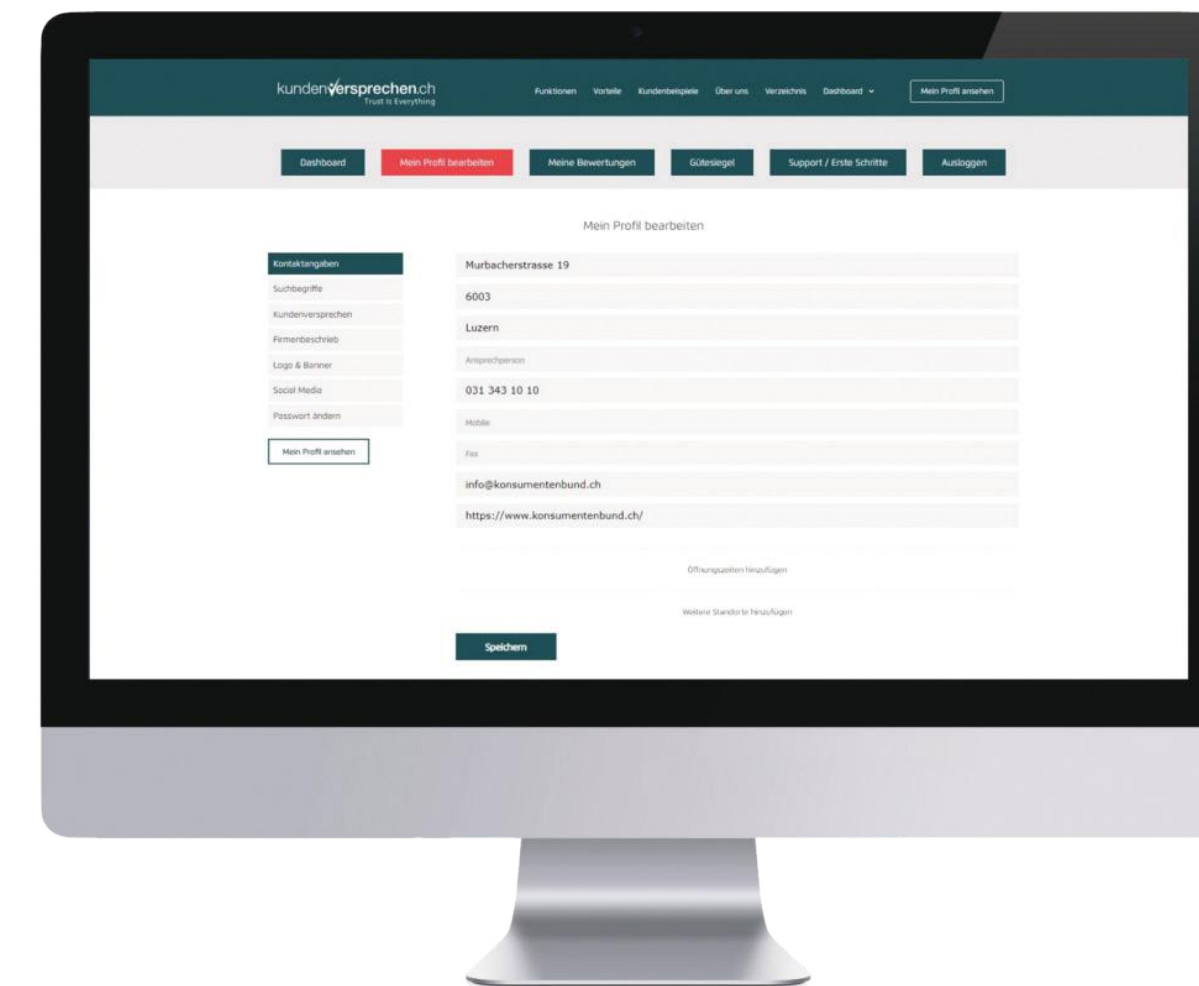 kundenversprechen.ch
Trust Is Everything
Funktionen Vorteile Kundenbeispiele Über uns Verzeichnis Dashboard Mein Profil ansehen
Dashboard Mein Profil bearbeiten Meine Bewertungen Gütesiegel Support / Erste Schritte Ausloggen
Mein Profil bearbeiten
Kontaktangaben
Suchbegriffe
Kundenversprechen
Firmenbeschrieb
Logo & Banner
Social Media
Passwort ändern
Mein Profil ansehen
Murbacherstrasse 19
6003
Luzern
Ansprechperson
031 343 10 10
Mobile
Fax
info@konsumentenbund.ch
https://www.konsumentenbund.ch/
Öffnungszeiten hinzufügen
Weitere Standorte hinzufügen
Speichern